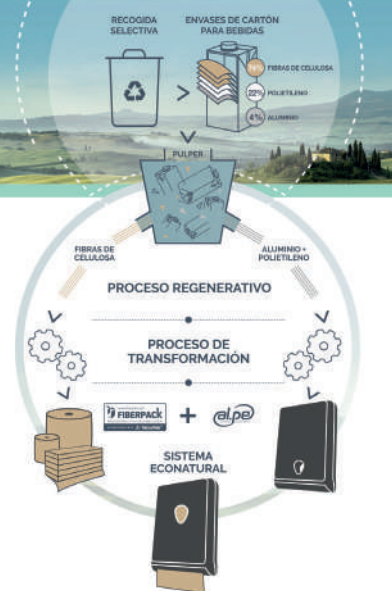 RECOGIDA
SELECTIVA
ENVASES DE CARTÓN
PARA BEBIDAS
FIBRAS DE CELULOSA
22%
POLIETILENO
4%
ALUMINIO
PULPER
FIBRAS DE
CELULOSA
ALUMINIO +
POLIETILENO
PROCESO REGENERATIVO
PROCESO DE
TRANSFORMACIÓN
FIBERPACK
+
al.pe
SISTEMA
ECONATURAL